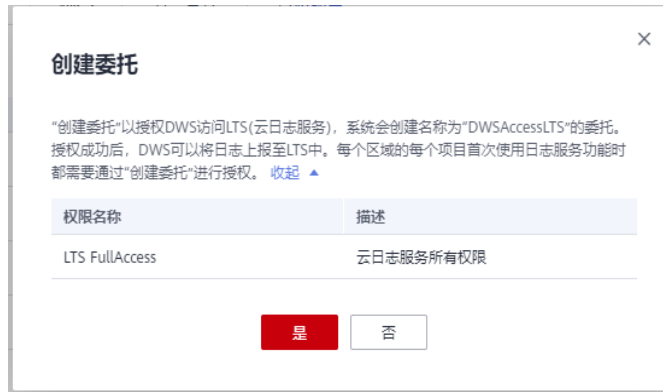 创建委托
"创建委托"以授权DWS访问LTS(云日志服务)，系统会创建名称为"DWSAccessLTS"的委托。
授权成功后，DWS可以将日志上报至LTS中。每个区域的每个项目首次使用日志服务功能时
都需要通过"创建委托"进行授权。 收起
权限名称 描述
LTS FullAccess 云日志服务所有权限
是 否